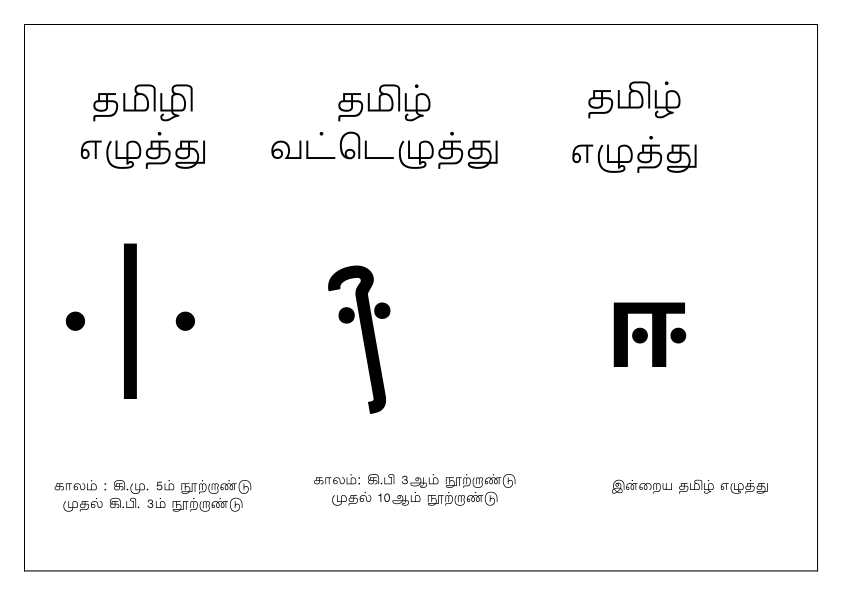 தமிழி
எழுத்து
தமிழ்
வட்டெழுத்து
தமிழ்
எழுத்து
ஈ
காலம் : கி.மு. 5ம் நூற்றாண்டு
முதல் கி.பி. 3ம் நூற்றாண்டு
காலம்: கி.பி 3ஆம் நூற்றாண்டு
முதல் 10ஆம் நூற்றாண்டு
இன்றைய தமிழ் எழுத்து